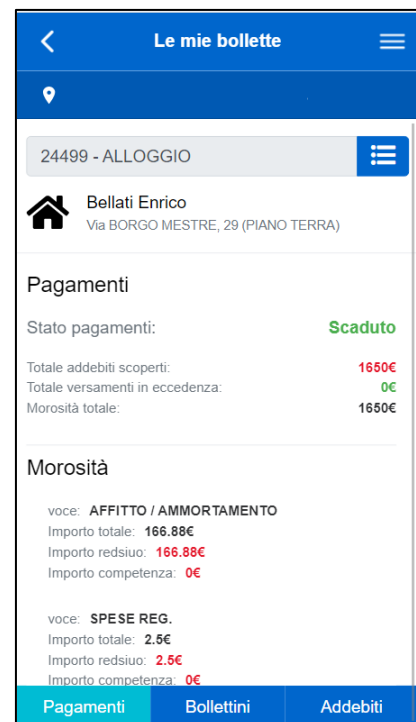 Le mie bollette
24499 - ALLOGGIO
Bellati Enrico
Via BORGO MESTRE, 29 (PIANO TERRA)
Pagamenti
Stato pagamenti: Scaduto
Totale addebiti scoperti: 1650€
Totale versamenti in eccedenza: 0€
Morosità totale: 1650€
Morosità
voce: AFFITTO / AMMORTAMENTO
Importo totale: 166.88€
Importo redsiuo: 166.88€
Importo competenza: 0€
voce: SPESE REG.
Importo totale: 2.5€
Importo redsiuo: 2.5€
Importo competenza: 0€
Pagamenti Bollettini Addebiti